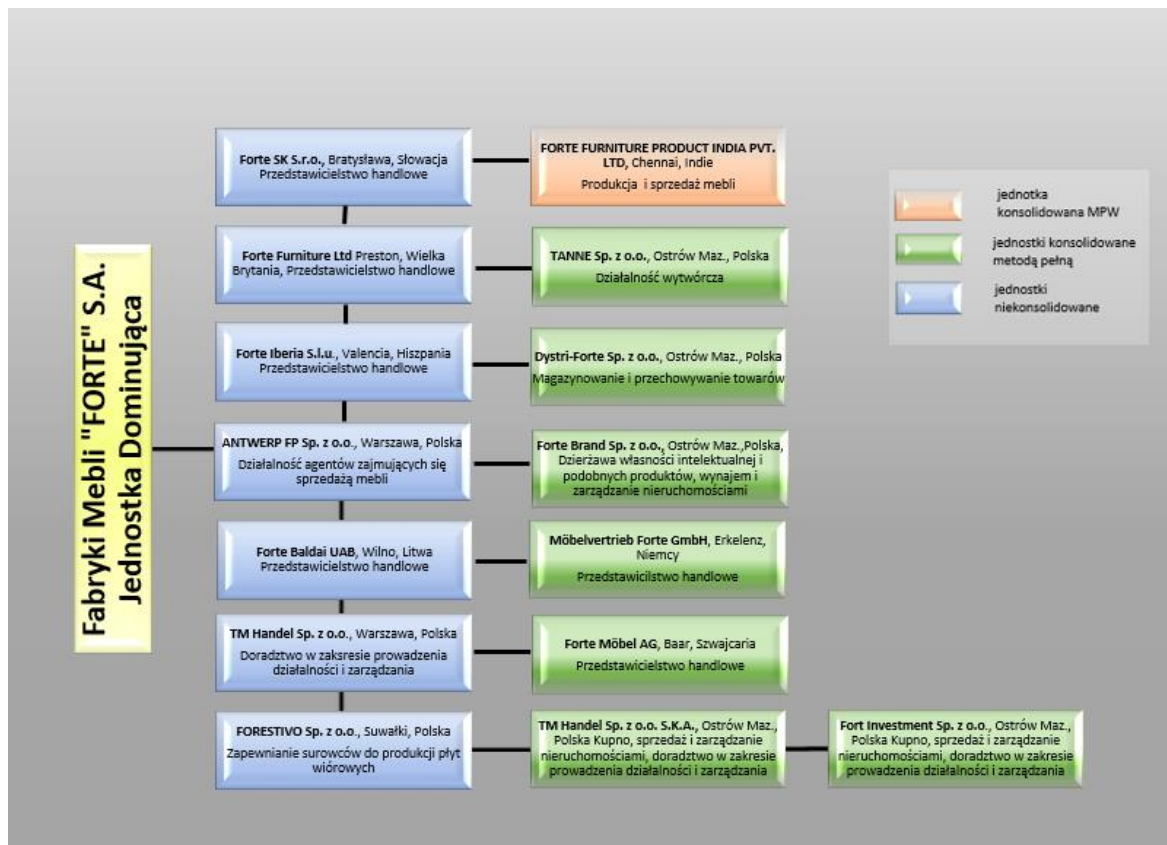 Fabryki Mebli "FORTE" S.A.
Jednostka Dominująca
Forte SK S.r.o., Bratysława, Słowacja
Przedstawicielstwo handlowe
FORTE FURNITURE PRODUCT INDIA PVT.
LTD, Chennai, Indie
Produkcja i sprzedaż mebli
jednotka
konsolidowana MPW
jednostki konsolidowane
metodą pełną
jednostki
niekonsolidowane
Forte Furniture Ltd Preston, Wielka
Brytania, Przedstawicielstwo handlowe
TANNE Sp. z o.o., Ostrów Maz., Polska
Działalność wytwórcza
Forte Iberia S.l.u., Valencia, Hiszpania
Przedstawicielstwo handlowe
Dystri-Forte Sp. z o.o., Ostrów Maz., Polska
Magazynowanie i przechowywanie towarów
ANTWERP FP Sp. z o.o., Warszawa, Polska
Działalność agentów zajmujących się
sprzedażą mebli
Forte Brand Sp. z o.o., Ostrów Maz.,Polska,
Dzierżawa własności intelektualnej i
podobnych produktów, wynajem i
zarządzanie nieruchomościami
Forte Baldai UAB, Wilno, Litwa
Przedstawicielstwo handlowe
Möbelvertrieb Forte GmbH, Erkelenz,
Niemcy
Przedstawicilstwo handlowe
TM Handel Sp. z o.o., Warszawa, Polska
Doradztwo w zaksresie prowadzenia
działalności i zarządzania
Forte Möbel AG, Baar, Szwajcaria
Przedstawicielstwo handlowe
FORESTIVO Sp. z o.o., Suwałki, Polska
Zapewnianie surowców do produkcji płyt
wiórowych
TM Handel Sp. z o.o. S.K.A., Ostrów Maz.,
Polska Kupno, sprzedaż i zarządzanie
nieruchomościami, doradztwo w zakresie
prowadzenia działalności i zarządzania
Fort Investment Sp. z o.o., Ostrów Maz.,
Polska Kupno, sprzedaż i zarządzanie
nieruchomościami, doradztwo w zakresie
prowadzenia działalności i zarządzania